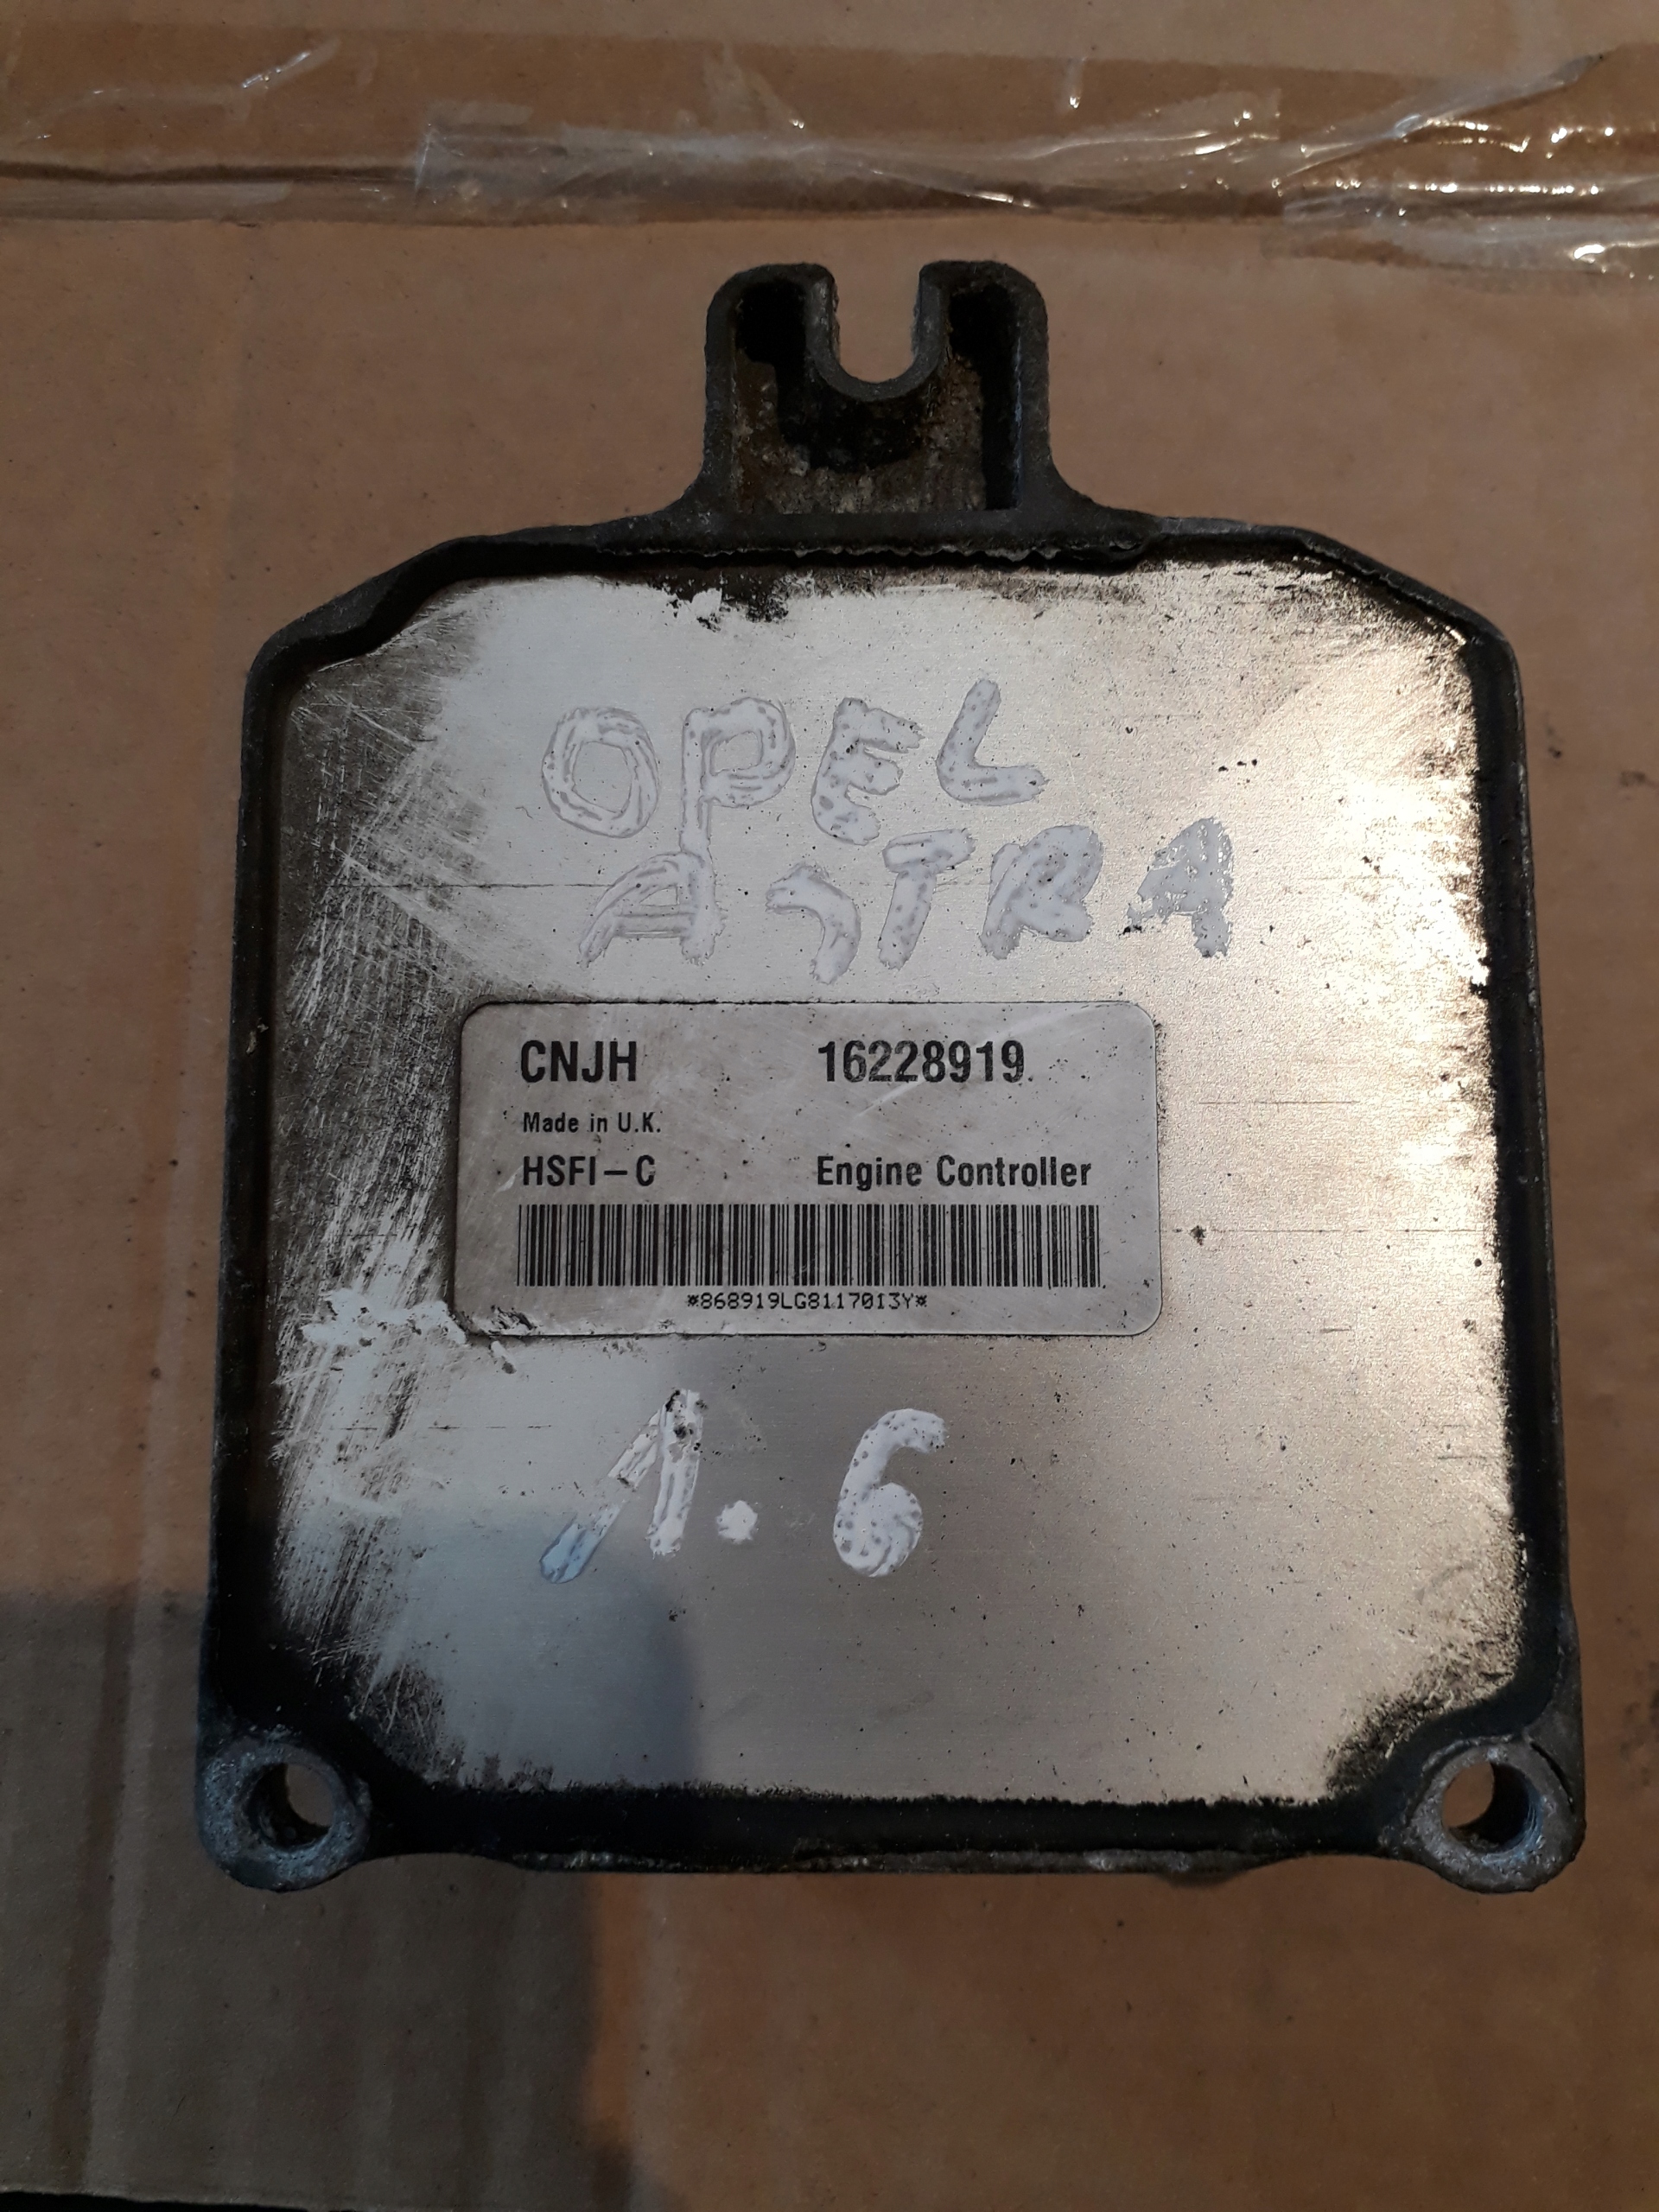 OPEL
ASTRA
CNJH 16228919
Made in U.K.
HSFI-C Engine Controller
*868919LG8117013Y*
1.6